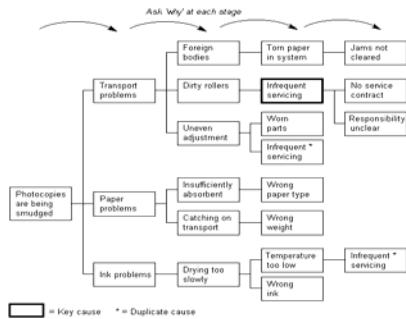 Ask 'why' at each stage
Foreign
bodies
Torn paper
in system
Jams not
cleared
Transport
problems
Dirty rollers
Infrequent
servicing
No service
contract
Responsibility
unclear
Uneven
adjustment
Worn
parts
Infrequent *
servicing
Photocopies
are being
smudged
Paper
problems
Insufficiently
absorbent
Wrong
paper type
Catching on
transport
Wrong
weight
Ink problems
Drying too
slowly
Temperature
too low
Infrequent *
servicing
Wrong
ink
= Key cause * = Duplicate cause